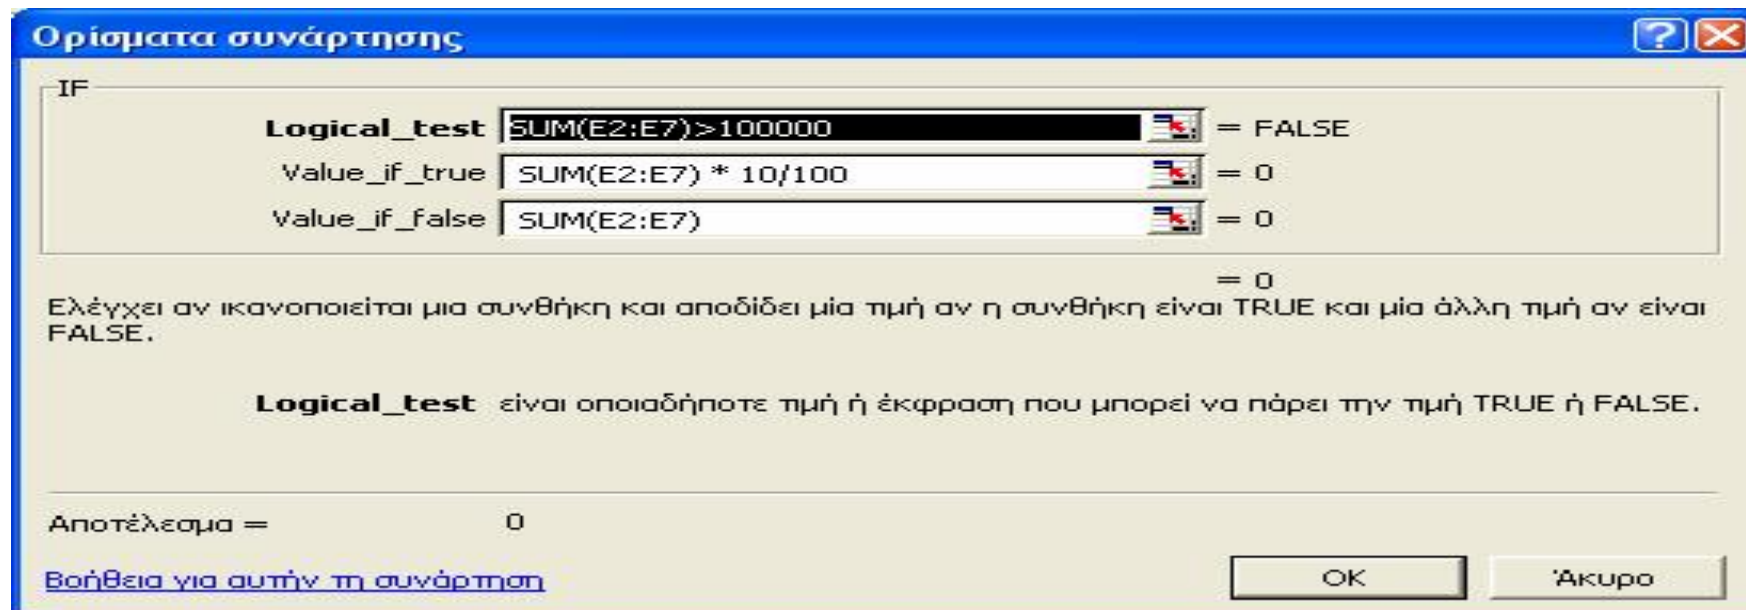 Ορίσματα συνάρτησης
IF
Logical_test SUM(E2:E7)>100000 = FALSE
Value_if_true SUM(E2:E7) * 10/100 = 0
Value_if_false SUM(E2:E7) = 0
= 0
Ελέγχει αν ικανοποιείται μια συνθήκη και αποδίδει μία τιμή αν η συνθήκη είναι TRUE και μία άλλη τιμή αν είναι
FALSE.
Logical_test είναι οποιαδήποτε τιμή ή έκφραση που μπορεί να πάρει την τιμή TRUE ή FALSE.
Αποτέλεσμα = 0
Βοήθεια για αυτήν τη συνάρτηση OK Άκυρο